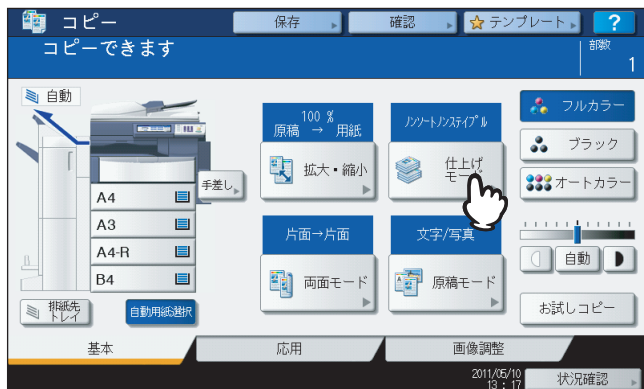 コピー
保存
確認
テンプレート
?
コピーできます
部数
1
自動
100 %
原稿 → 用紙
拡大・縮小
ノンソートノンステイプル
仕上げ
モード
フルカラー
ブラック
オートカラー
手差し
A4
A3
A4-R
B4
片面→片面
両面モード
文字/写真
原稿モード
自動
排紙先
トレイ
自動用紙選択
お試しコピー
基本
応用
画像調整
2011/05/10
13 : 17
状況確認